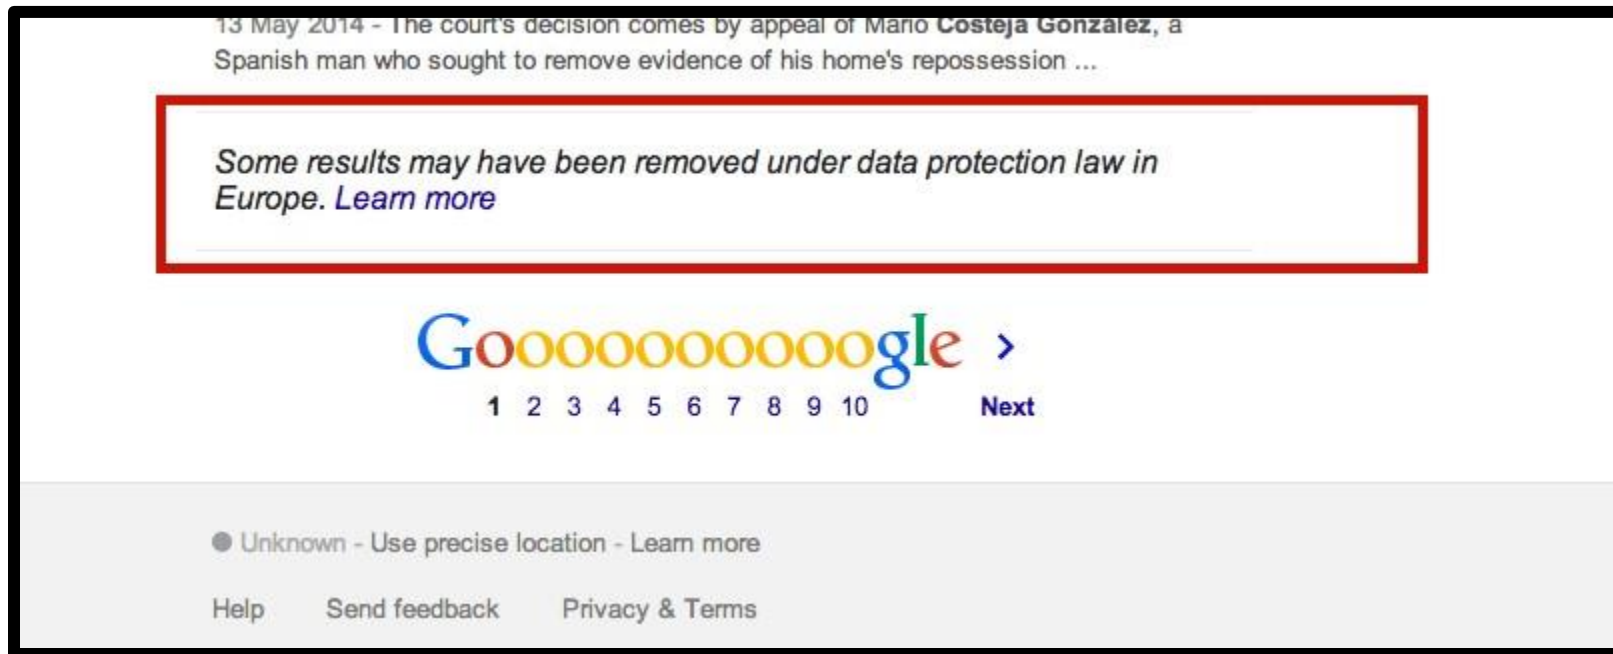 13 May 2014 - The court's decision comes by appeal of Mario Costeja González, a
Spanish man who sought to remove evidence of his home's repossession ...
Some results may have been removed under data protection law in
Europe. Learn more
Goooooooooogle >
1 2 3 4 5 6 7 8 9 10 Next
Unknown - Use precise location - Learn more
Help Send feedback Privacy & Terms